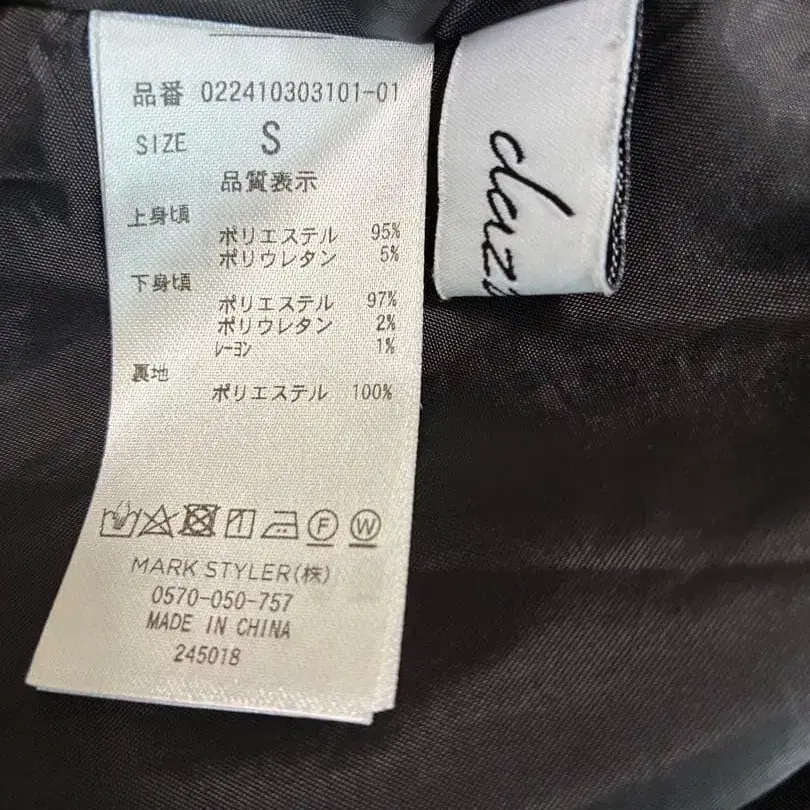 品番 022410303101-01
SIZE S
品質表示
上身頃
ポリエステル 95%
ポリウレタン 5%
下身頃
ポリエステル 97%
ポリウレタン 2%
レーヨン 1%
裏地
ポリエステル 100%
F W
MARK STYLER(株)
0570-050-757
MADE IN CHINA
245018